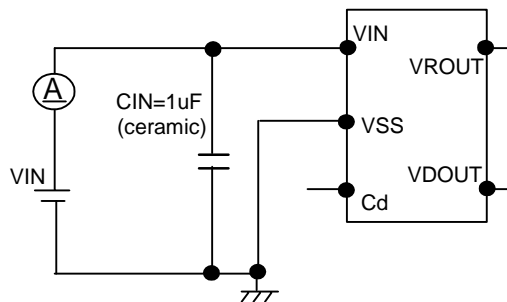 VIN
VROUT
A
CIN=1uF
(ceramic)
VSS
VIN
VDOUT
Cd